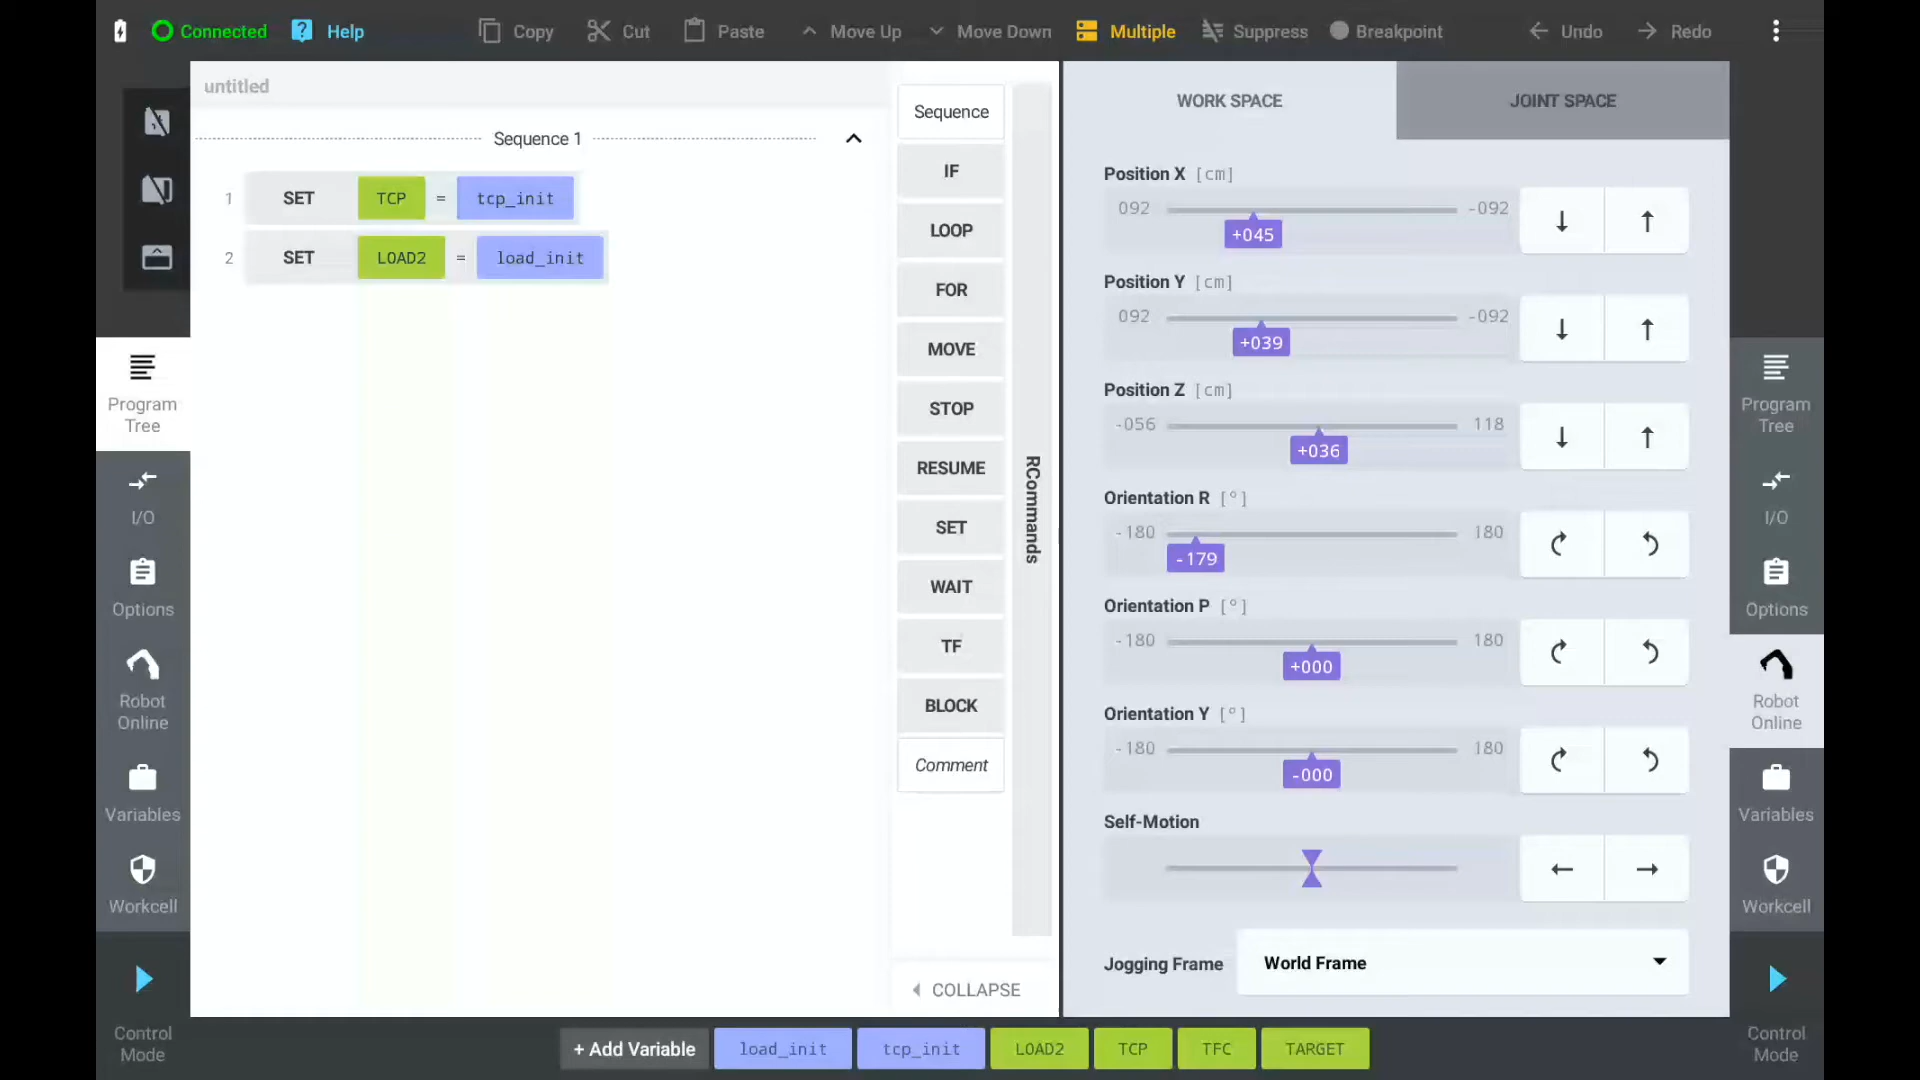 Connected
Help
Copy
Cut
Paste
Move Up
Move Down
Multiple
Suppress
Breakpoint
Undo
Redo
untitled
Sequence 1
1 SET TCP = tcp_init
2 SET LOAD2 = load_init
Program
Tree
I/O
Options
Robot
Online
Variables
Workcell
Control
Mode
Sequence
IF
LOOP
FOR
MOVE
STOP
RESUME
SET
WAIT
TF
BLOCK
Comment
RCommands
COLLAPSE
WORK SPACE
JOINT SPACE
Position X [cm]
092 -092
+045
Position Y [cm]
092 -092
+039
Position Z [cm]
-056 118
+036
Orientation R [°]
-180 180
-179
Orientation P [°]
-180 180
+000
Orientation Y [°]
-180 180
-000
Self-Motion
Jogging Frame World Frame
Program
Tree
I/O
Options
Robot
Online
Variables
Workcell
Control
Mode
+ Add Variable
load_init
tcp_init
LOAD2
TCP
TFC
TARGET